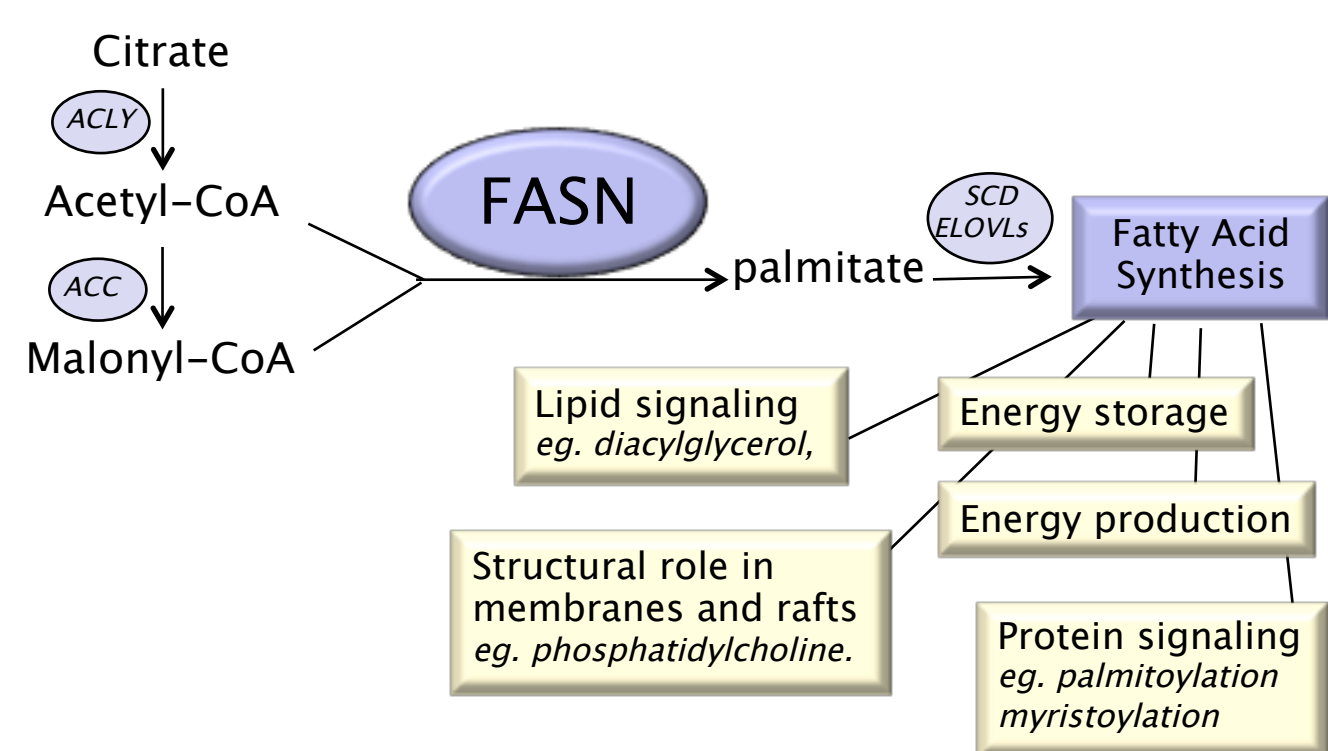 Citrate
ACLY
Acetyl-CoA
ACC
Malonyl-CoA
FASN
palmitate
SCD
ELOVLs
Fatty Acid
Synthesis
Lipid signaling
eg. diacylglycerol,
Energy storage
Energy production
Structural role in
membranes and rafts
eg. phosphatidylcholine.
Protein signaling
eg. palmitoylation
myristoylation